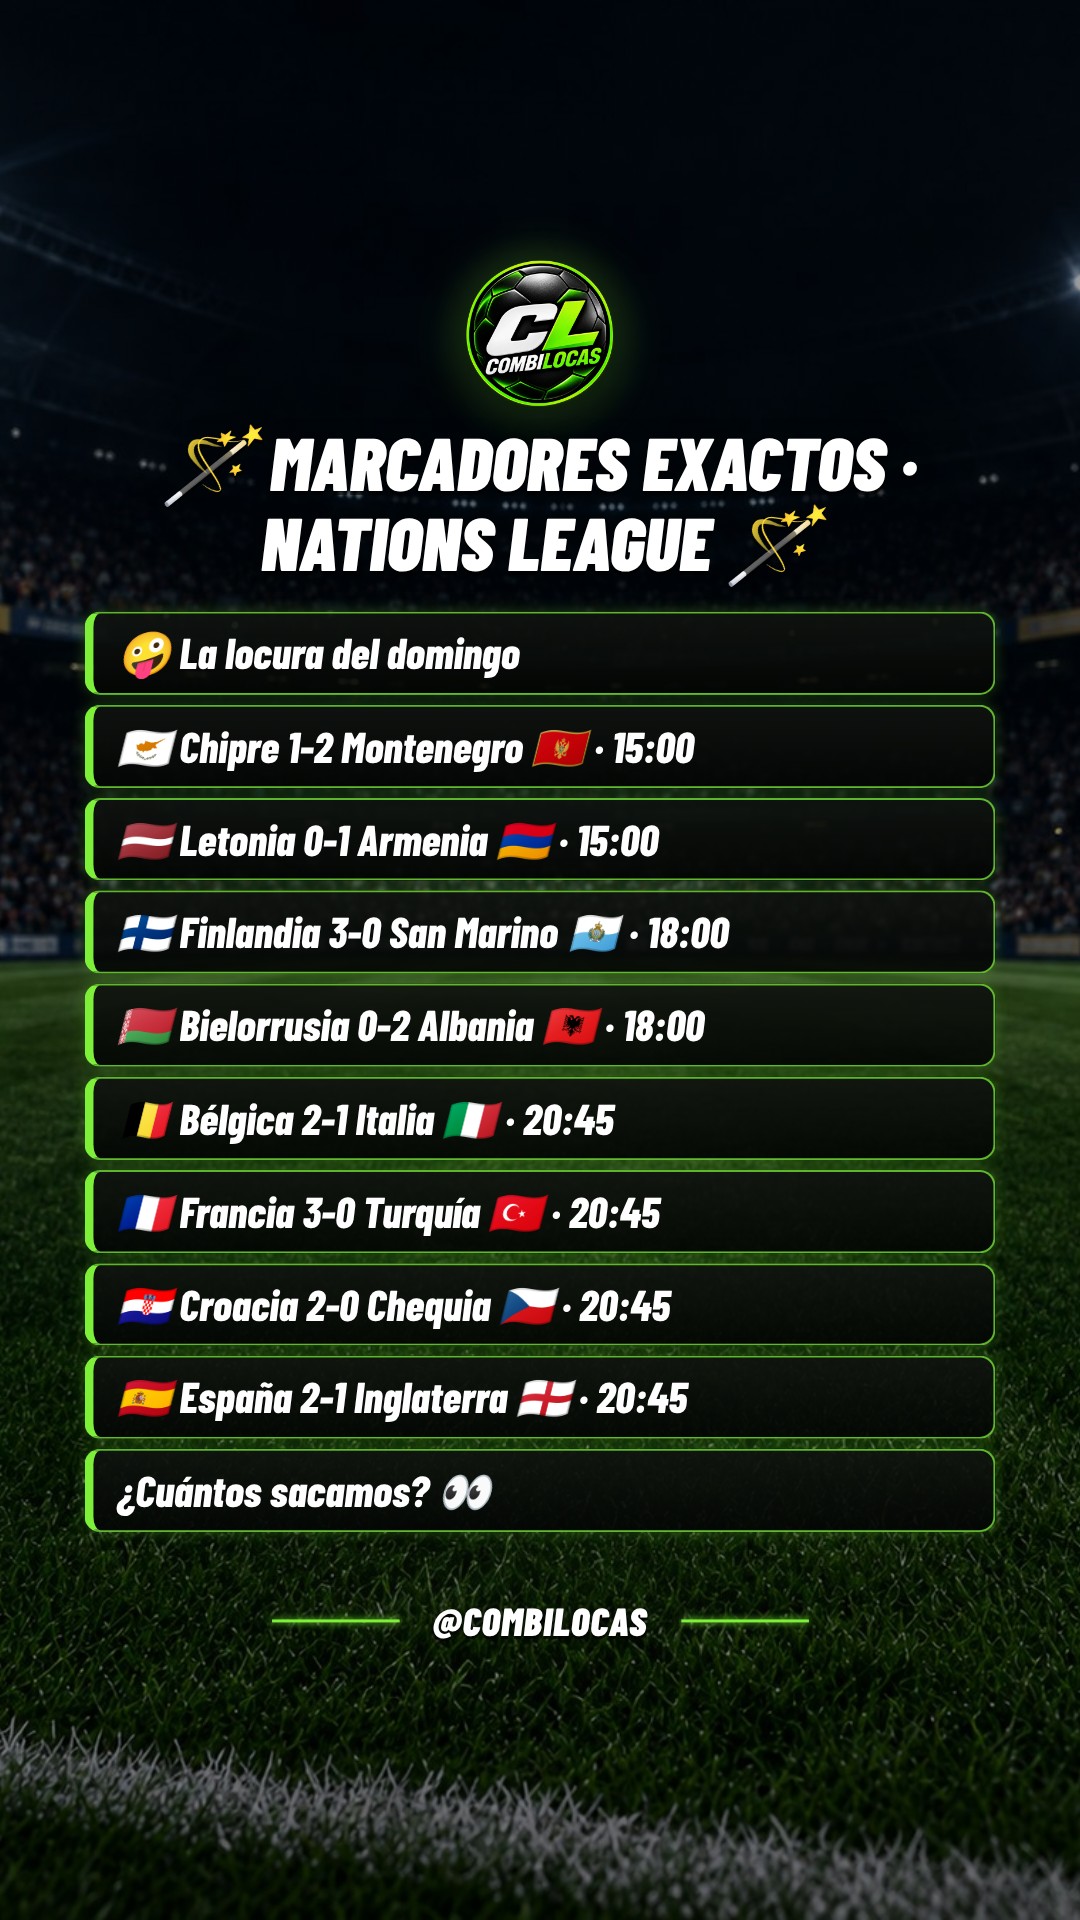 CL
COMBILOCAS
🪄 MARCADORES EXACTOS ·
NATIONS LEAGUE 🪄
🤪 La locura del domingo
🇨🇾 Chipre 1-2 Montenegro 🇲🇪 · 15:00
🇱🇻 Letonia 0-1 Armenia 🇦🇲 · 15:00
🇫🇮 Finlandia 3-0 San Marino 🇸🇲 · 18:00
🇧🇾 Bielorrusia 0-2 Albania 🇦🇱 · 18:00
🇧🇪 Bélgica 2-1 Italia 🇮🇹 · 20:45
🇫🇷 Francia 3-0 Turquía 🇹🇷 · 20:45
🇭🇷 Croacia 2-0 Chequia 🇨🇿 · 20:45
🇪🇸 España 2-1 Inglaterra 🏴󠁧󠁢󠁥󠁮󠁧󠁿 · 20:45
¿Cuántos sacamos? 👀
@COMBILOCAS